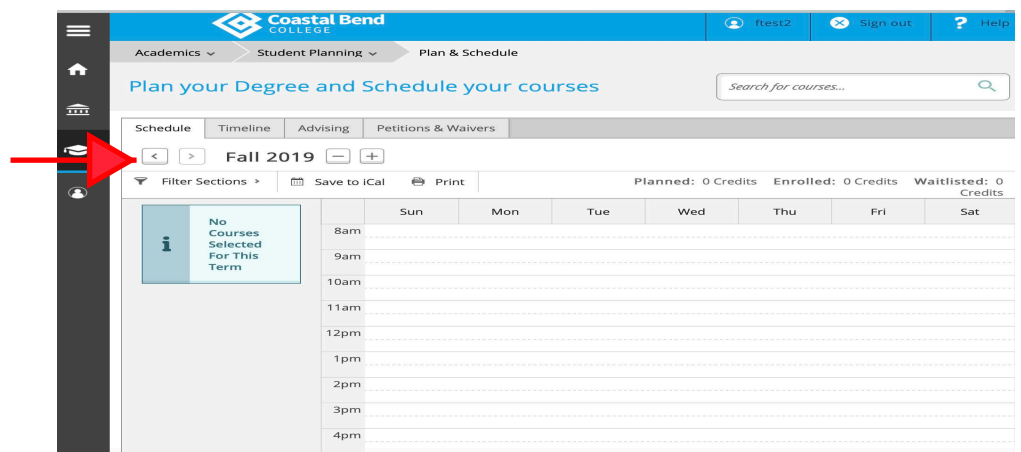 Coastal Bend
COLLEGE
ftest2
Sign out
? Help
Academics
Student Planning
Plan & Schedule
Plan your Degree and Schedule your courses
Search for courses...
Schedule
Timeline
Advising
Petitions & Waivers
< > Fall 2019 − +
Filter Sections >
Save to iCal
Print
Planned: 0 Credits Enrolled: 0 Credits Waitlisted: 0
Credits
i
No
Courses
Selected
For This
Term
Sun Mon Tue Wed Thu Fri Sat
8am
9am
10am
11am
12pm
1pm
2pm
3pm
4pm